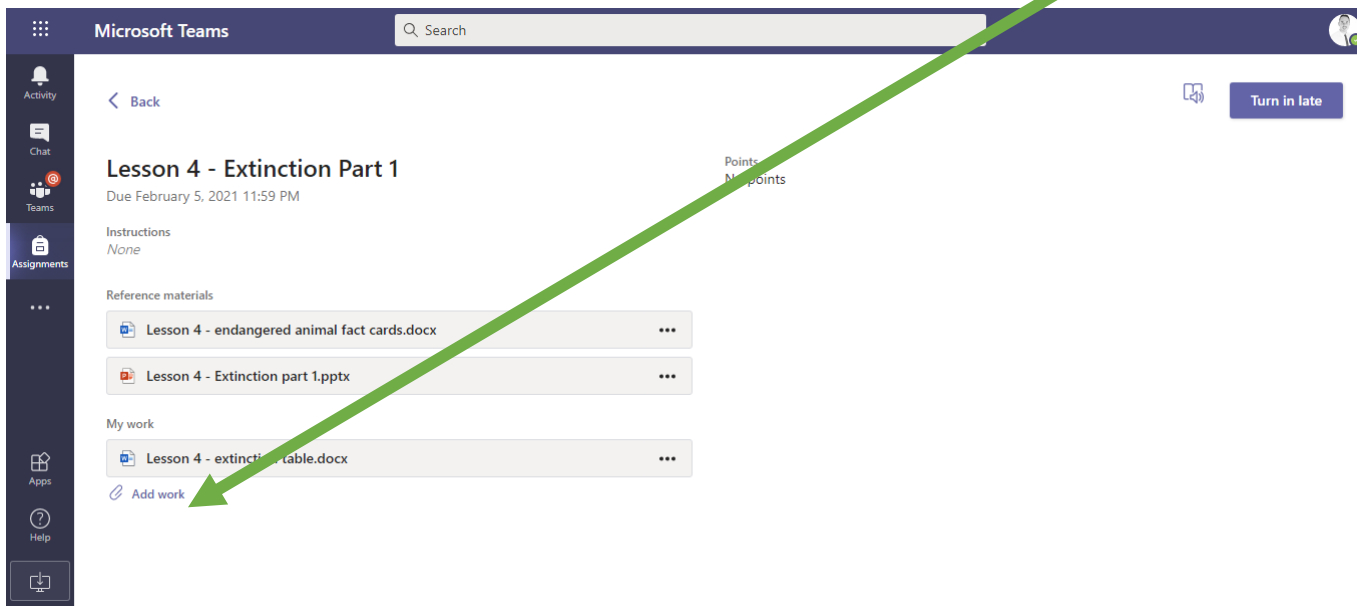 Microsoft Teams
Search
Activity
Chat
Teams
Assignments
Apps
Help
Back
Turn in late
Lesson 4 - Extinction Part 1
Due February 5, 2021 11:59 PM
Instructions
None
Reference materials
Lesson 4 - endangered animal fact cards.docx
Lesson 4 - Extinction part 1.pptx
My work
Lesson 4 - extinction table.docx
Add work
Points
No points